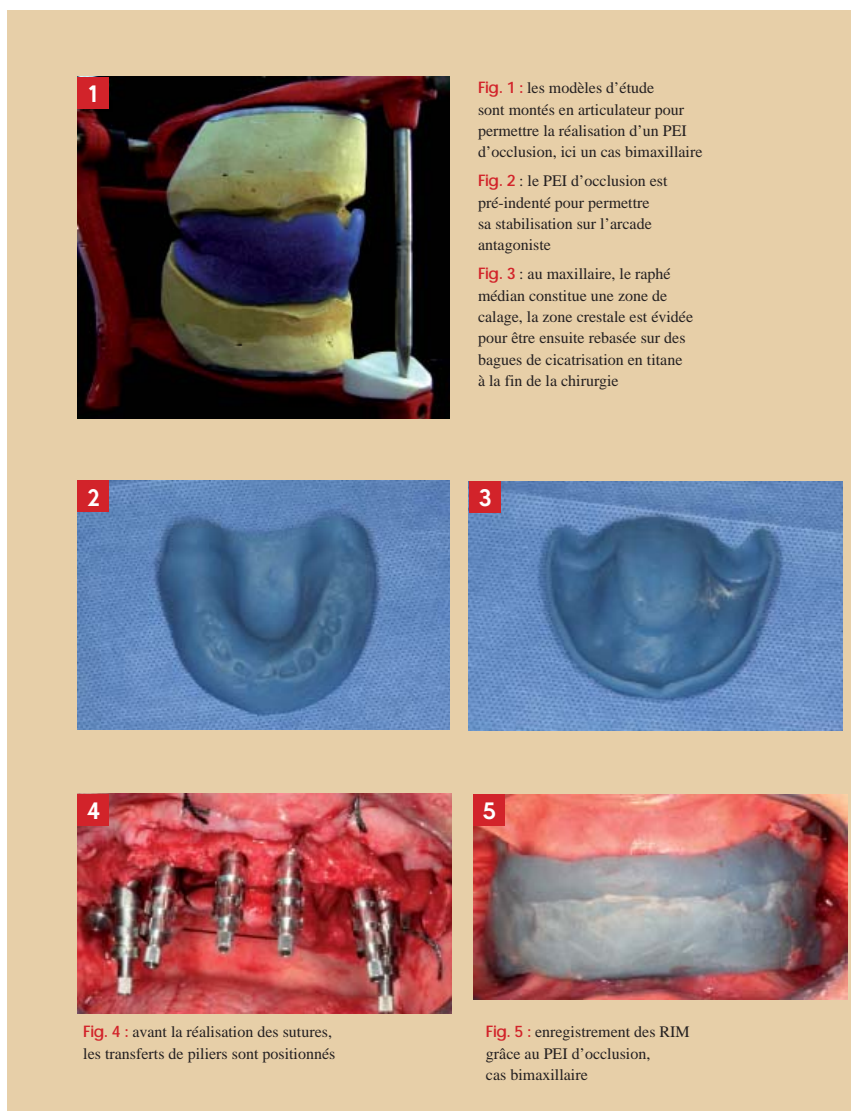 1
Fig. 1 : les modèles d'étude
sont montés en articulateur pour
permettre la réalisation d'un PEI
d'occlusion, ici un cas bimaxillaire
Fig. 2 : le PEI d'occlusion est
pré-indenté pour permettre
sa stabilisation sur l'arcade
antagoniste
Fig. 3 : au maxillaire, le raphé
médian constitue une zone de
calage, la zone crestale est évidée
pour être ensuite rebasée sur des
bagues de cicatrisation en titane
à la fin de la chirurgie
2
3
4
5
Fig. 4 : avant la réalisation des sutures,
les transferts de piliers sont positionnés
Fig. 5 : enregistrement des RIM
grâce au PEI d'occlusion,
cas bimaxillaire